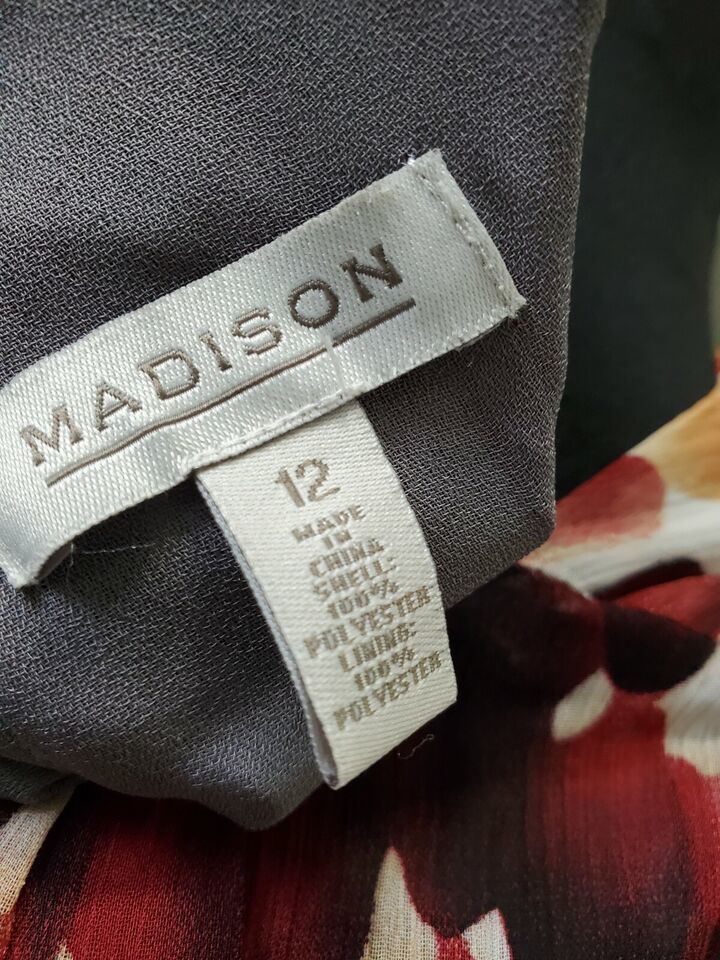 MADISON
12
MADE
IN
CHINA
SHELL:
100%
POLYESTER
LINING:
100%
POLYESTER